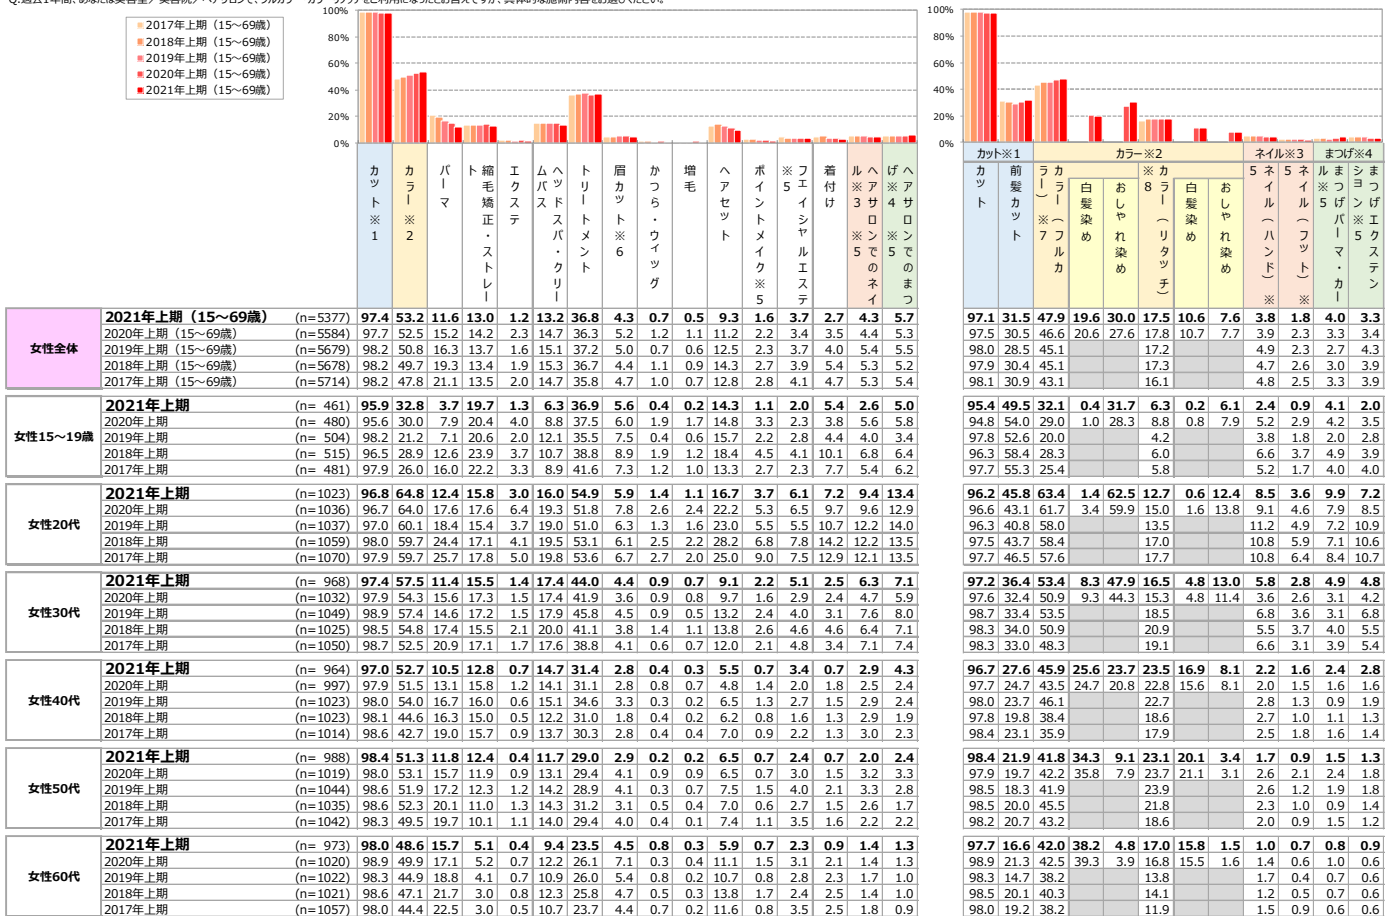 Q.過去1年間、あなたは美容室/美容院/ヘアサロンで、フルカラー・カラーリタッチをご利用になったとお答えですが、具体的な施術内容をお選びください。
2017年上期（15～69歳）
2018年上期（15～69歳）
2019年上期（15～69歳）
2020年上期（15～69歳）
2021年上期（15～69歳）
100%
80%
60%
40%
20%
0%
100%
80%
60%
40%
20%
0%
カット※1 カラー※2 ネイル※3 まつげ※4
カット※1
カラー※2
パーマ
縮毛矯正・ストレート
エクステ
ヘッドスパ・クリームバス
トリートメント
眉カット※6
かつら・ウィッグ
増毛
ヘアセット
ポイントメイク※5
フェイシャルエステ※5
着付け
ヘアサロンでのネイル※3 ※5
ヘアサロンでのまつげ※4 ※5
カット
前髪カット
カラー（フルカラー）※7
白髪染め
おしゃれ染め
カラー（リタッチ）※8
白髪染め
おしゃれ染め
ネイル（ハンド）※5
ネイル（フット）※5
まつげパーマ・カール※5
まつげエクステンション※5
女性全体
2021年上期（15～69歳） (n=5377) 97.4 53.2 11.6 13.0 1.2 13.2 36.8 4.3 0.7 0.5 9.3 1.6 3.7 2.7 4.3 5.7 97.1 31.5 47.9 19.6 30.0 17.5 10.6 7.6 3.8 1.8 4.0 3.3
2020年上期（15～69歳） (n=5584) 97.7 52.5 15.2 14.2 2.3 14.7 36.3 5.2 1.2 1.1 11.2 2.2 3.4 3.5 4.4 5.3 97.5 30.5 46.6 20.6 27.6 17.8 10.7 7.7 3.9 2.3 3.3 3.4
2019年上期（15～69歳） (n=5679) 98.2 50.8 16.3 13.7 1.6 15.1 37.2 5.0 0.7 0.6 12.5 2.3 3.7 4.0 5.4 5.5 98.0 28.5 45.1 17.2 4.9 2.3 2.7 4.3
2018年上期（15～69歳） (n=5678) 98.2 49.7 19.3 13.4 1.9 15.3 36.7 4.4 1.1 0.9 14.3 2.7 3.9 5.4 5.3 5.2 97.9 30.4 45.1 17.3 4.7 2.6 3.0 3.9
2017年上期（15～69歳） (n=5714) 98.2 47.8 21.1 13.5 2.0 14.7 35.8 4.7 1.0 0.7 12.8 2.8 4.1 4.7 5.3 5.4 98.1 30.9 43.1 16.1 4.8 2.5 3.3 3.9
女性15～19歳
2021年上期 (n= 461) 95.9 32.8 3.7 19.7 1.3 6.3 36.9 5.6 0.4 0.2 14.3 1.1 2.0 5.4 2.6 5.0 95.4 49.5 32.1 0.4 31.7 6.3 0.2 6.1 2.4 0.9 4.1 2.0
2020年上期 (n= 480) 95.6 30.0 7.9 20.4 4.0 8.8 37.5 6.0 1.9 1.7 14.8 3.3 2.3 3.8 5.6 5.8 94.8 54.0 29.0 1.0 28.3 8.8 0.8 7.9 5.2 2.9 4.2 3.5
2019年上期 (n= 504) 98.2 21.2 7.1 20.6 2.0 12.1 35.5 7.5 0.4 0.6 15.7 2.2 2.8 4.4 4.0 3.4 97.8 52.6 20.0 4.2 3.8 1.8 2.0 2.8
2018年上期 (n= 515) 96.5 28.9 12.6 23.9 3.7 10.7 38.8 8.9 1.9 1.2 18.4 4.5 4.1 10.1 6.8 6.4 96.3 58.4 28.3 6.0 6.6 3.7 4.9 3.9
2017年上期 (n= 481) 97.9 26.0 16.0 22.2 3.3 8.9 41.6 7.3 1.2 1.0 13.3 2.7 2.3 7.7 5.4 6.2 97.7 55.3 25.4 5.8 5.2 1.7 4.0 4.0
女性20代
2021年上期 (n=1023) 96.8 64.8 12.4 15.8 3.0 16.0 54.9 5.9 1.4 1.1 16.7 3.7 6.1 7.2 9.4 13.4 96.2 45.8 63.4 1.4 62.5 12.7 0.6 12.4 8.5 3.6 9.9 7.2
2020年上期 (n=1036) 96.7 64.0 17.6 17.6 6.4 19.3 51.8 7.8 2.6 2.4 22.2 5.3 6.5 9.7 9.6 12.9 96.6 43.1 61.7 3.4 59.9 15.0 1.6 13.8 9.1 4.6 7.9 8.5
2019年上期 (n=1037) 97.0 60.1 18.4 15.4 3.7 19.0 51.0 6.3 1.3 1.6 23.0 5.5 5.5 10.7 12.2 14.0 96.3 40.8 58.0 13.5 11.2 4.9 7.2 10.9
2018年上期 (n=1059) 98.0 59.7 24.4 17.1 4.1 19.5 53.1 6.1 2.5 2.2 28.2 6.8 7.8 14.2 12.2 13.5 97.5 43.7 58.4 17.0 10.8 5.9 7.1 10.6
2017年上期 (n=1070) 97.9 59.7 25.7 17.8 5.0 19.8 53.6 6.7 2.7 2.0 25.0 9.0 7.5 12.9 12.1 13.5 97.7 46.5 57.6 17.7 10.8 6.4 8.4 10.7
女性30代
2021年上期 (n= 968) 97.4 57.5 11.4 15.5 1.4 17.4 44.0 4.4 0.9 0.7 9.1 2.2 5.1 2.5 6.3 7.1 97.2 36.4 53.4 8.3 47.9 16.5 4.8 13.0 5.8 2.8 4.9 4.8
2020年上期 (n=1032) 97.9 54.3 15.6 17.3 1.5 17.4 41.9 3.6 0.9 0.8 9.7 1.6 2.9 2.4 4.7 5.9 97.6 32.4 50.9 9.3 44.3 15.3 4.8 11.4 3.6 2.6 3.1 4.2
2019年上期 (n=1049) 98.9 57.4 14.6 17.2 1.5 17.9 45.8 4.5 0.9 0.5 13.2 2.4 4.0 3.1 7.6 8.0 98.7 33.4 53.5 18.5 6.8 3.6 3.1 6.8
2018年上期 (n=1025) 98.5 54.8 17.4 15.5 2.1 20.0 41.1 3.8 1.4 1.1 13.8 2.6 4.6 4.6 6.4 7.1 98.3 34.0 50.9 20.9 5.5 3.7 4.0 5.5
2017年上期 (n=1050) 98.7 52.5 20.9 17.1 1.7 17.6 38.8 4.1 0.6 0.7 12.0 2.1 4.8 3.4 7.1 7.4 98.3 33.0 48.3 19.1 6.6 3.1 3.9 5.4
女性40代
2021年上期 (n= 964) 97.0 52.7 10.5 12.8 0.7 14.7 31.4 2.8 0.4 0.3 5.5 0.7 3.4 0.7 2.9 4.3 96.7 27.6 45.9 25.6 23.7 23.5 16.9 8.1 2.2 1.6 2.4 2.8
2020年上期 (n= 997) 97.9 51.5 13.1 15.8 1.2 14.1 31.1 2.8 0.8 0.7 4.8 1.4 2.0 1.8 2.5 2.4 97.7 24.7 43.5 24.7 20.8 22.8 15.6 8.1 2.0 1.5 1.6 1.6
2019年上期 (n=1023) 98.0 54.0 16.7 16.0 0.6 15.1 34.6 3.3 0.3 0.2 6.5 1.3 2.7 1.5 2.9 2.4 98.0 23.7 46.1 22.7 2.8 1.3 0.9 1.9
2018年上期 (n=1023) 98.1 44.6 16.3 15.0 0.5 12.2 31.0 1.8 0.4 0.2 6.2 0.8 1.6 1.3 2.9 1.9 97.8 19.8 38.4 18.6 2.7 1.0 1.1 1.3
2017年上期 (n=1014) 98.6 42.7 19.0 15.7 0.9 13.7 30.3 2.8 0.4 0.4 7.0 0.9 2.2 1.3 3.0 2.3 98.4 23.1 35.9 17.9 2.5 1.8 1.6 1.4
女性50代
2021年上期 (n= 988) 98.4 51.3 11.8 12.4 0.4 11.7 29.0 2.9 0.2 0.2 6.5 0.7 2.4 0.7 2.0 2.4 98.4 21.9 41.8 34.3 9.1 23.1 20.1 3.4 1.7 0.9 1.5 1.3
2020年上期 (n=1019) 98.0 53.1 15.7 11.9 0.9 13.1 29.4 4.1 0.9 0.9 6.5 0.7 3.0 1.5 3.2 3.3 97.9 19.7 42.2 35.8 7.9 23.7 21.1 3.1 2.6 2.1 2.4 1.8
2019年上期 (n=1044) 98.6 51.9 17.2 12.3 1.2 14.2 28.9 4.1 0.3 0.7 7.5 1.5 4.0 2.1 3.3 2.8 98.5 18.3 41.9 23.9 2.6 1.2 1.9 1.8
2018年上期 (n=1035) 98.6 52.3 20.1 11.0 1.3 14.3 31.2 3.1 0.5 0.4 7.0 0.6 2.7 1.5 2.6 1.7 98.5 20.0 45.5 21.8 2.3 1.0 0.9 1.4
2017年上期 (n=1042) 98.3 49.5 19.7 10.1 1.1 14.0 29.4 4.0 0.4 0.1 7.4 1.1 3.5 1.6 2.2 2.2 98.2 20.7 43.2 18.6 2.0 0.9 1.5 1.2
女性60代
2021年上期 (n= 973) 98.0 48.6 15.7 5.1 0.4 9.4 23.5 4.5 0.8 0.3 5.9 0.7 2.3 0.9 1.4 1.3 97.7 16.6 42.0 38.2 4.8 17.0 15.8 1.5 1.0 0.7 0.8 0.9
2020年上期 (n=1020) 98.9 49.9 17.1 5.2 0.7 12.2 26.1 7.1 0.3 0.4 11.1 1.5 3.1 2.1 1.4 1.3 98.9 21.3 42.5 39.3 3.9 16.8 15.5 1.6 1.4 0.6 1.0 0.6
2019年上期 (n=1022) 98.3 44.9 18.8 4.1 0.7 10.9 26.0 5.4 0.8 0.2 10.7 0.8 2.8 2.3 1.7 1.0 98.3 14.7 38.2 13.8 1.7 0.4 0.7 0.6
2018年上期 (n=1021) 98.6 47.1 21.7 3.0 0.8 12.3 25.8 4.7 0.5 0.3 13.8 1.7 2.4 2.5 1.4 1.0 98.5 20.1 40.3 14.1 1.2 0.5 0.7 0.6
2017年上期 (n=1057) 98.0 44.4 22.5 3.0 0.5 10.7 23.7 4.4 0.7 0.2 11.6 0.8 3.5 2.5 1.8 0.9 98.0 19.2 38.2 11.9 1.5 0.9 0.6 0.6